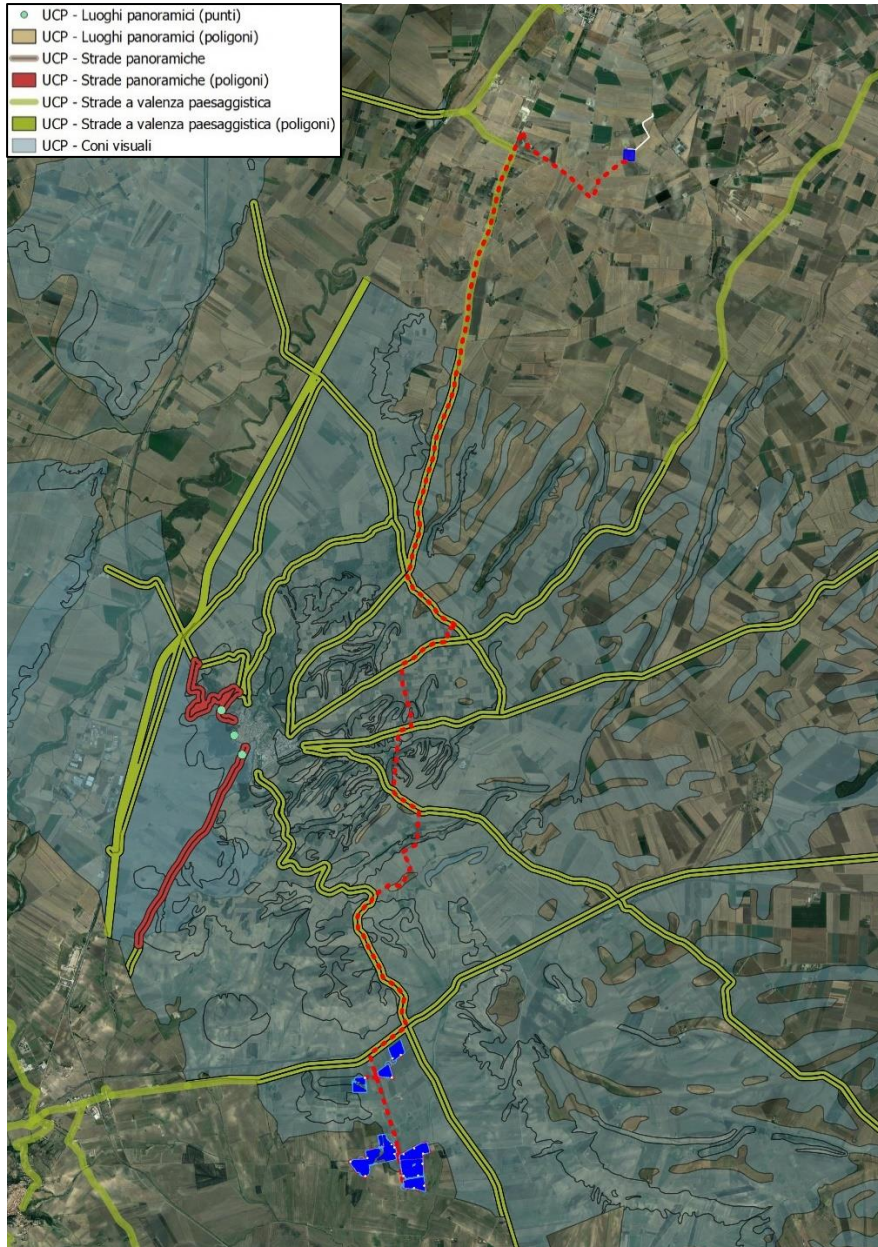 UCP - Luoghi panoramici (punti)
UCP - Luoghi panoramici (poligoni)
UCP - Strade panoramiche
UCP - Strade panoramiche (poligoni)
UCP - Strade a valenza paesaggistica
UCP - Strade a valenza paesaggistica (poligoni)
UCP - Coni visuali